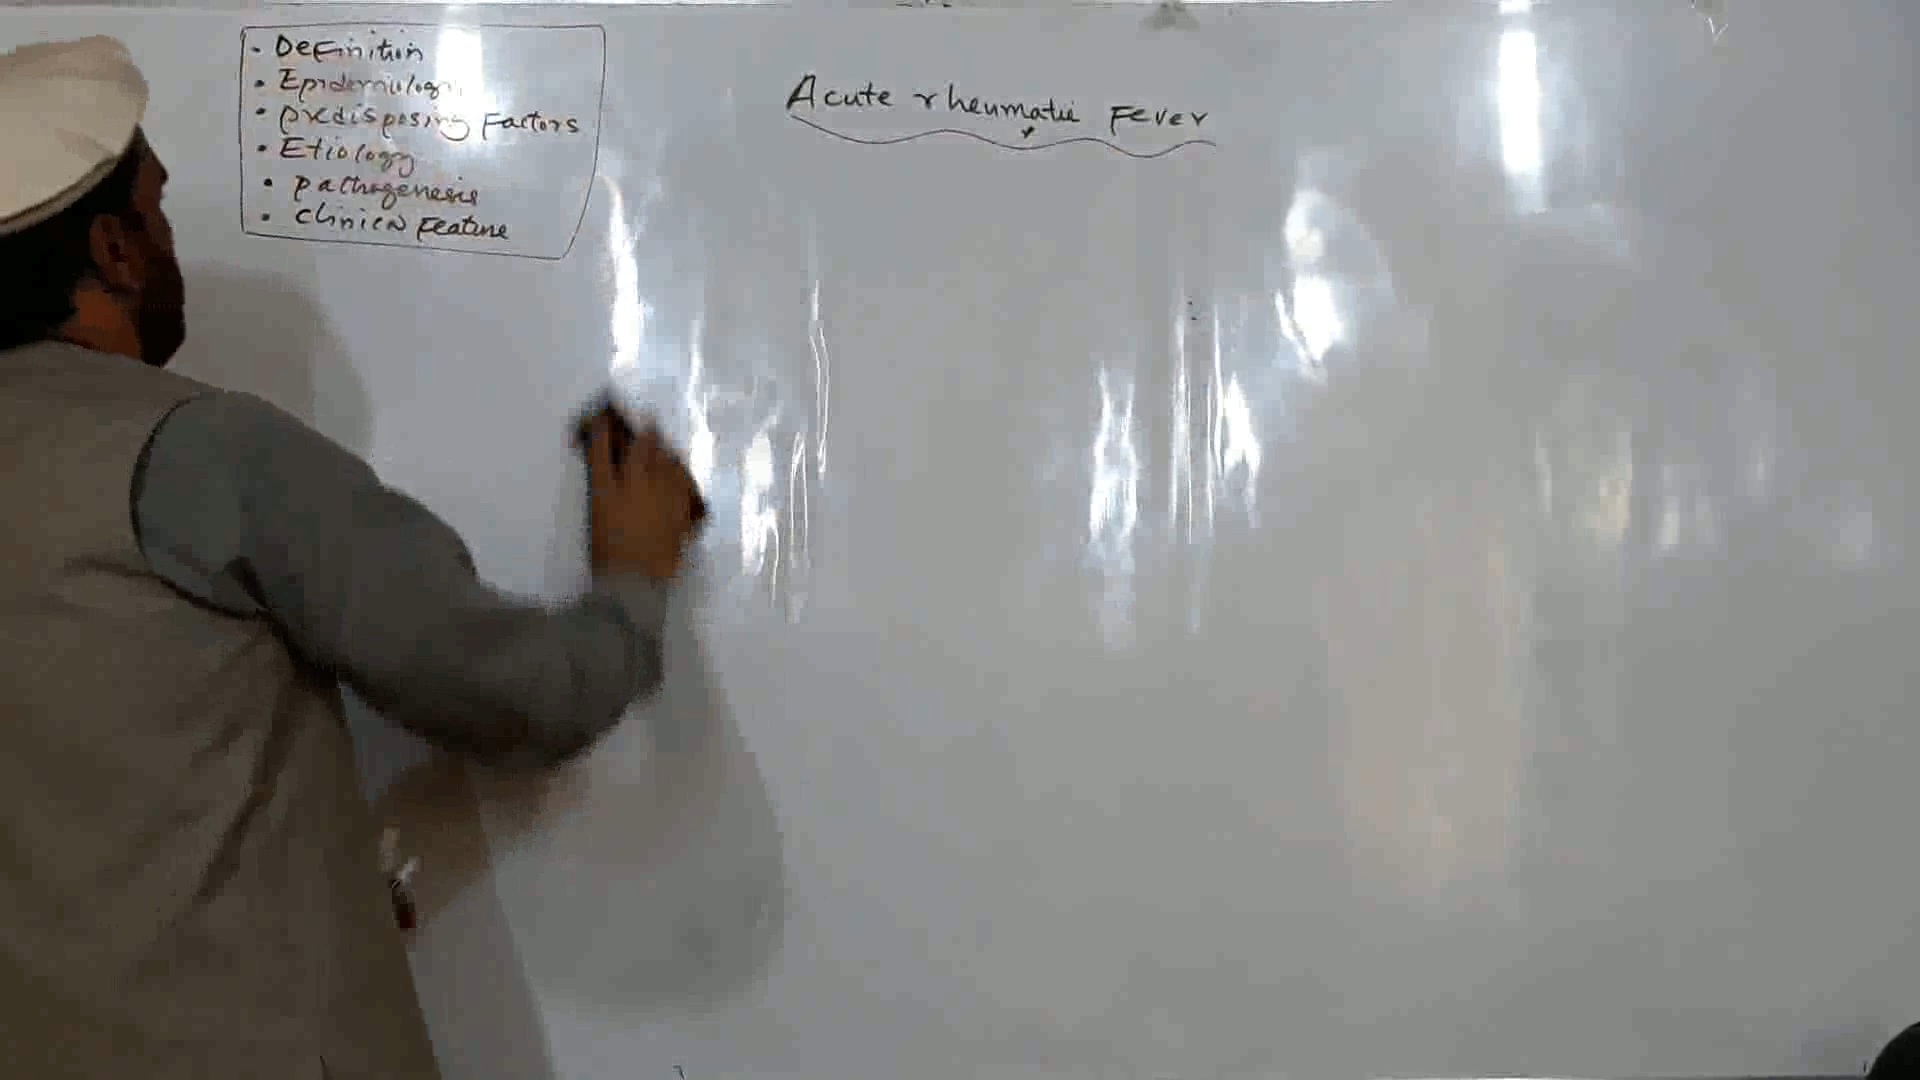 • Definition
• Epidemiology
• predisposing Factors
• Etiology
• pathogenesis
• Clinical Feature
Acute rheumatic Fever